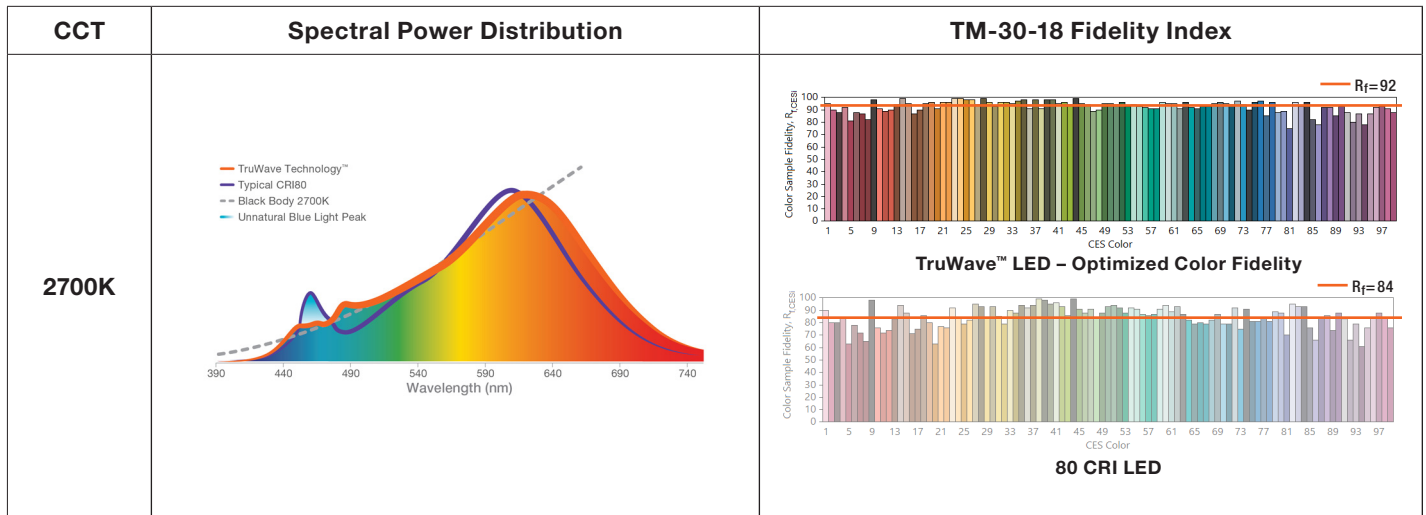 CCT
Spectral Power Distribution
TM-30-18 Fidelity Index
2700K
TruWave Technology™
Typical CRI80
Black Body 2700K
Unnatural Blue Light Peak
390 440 490 540 590 640 690 740
Wavelength (nm)
Rf=92
Color Sample Fidelity, Rf,CESi
100
90
80
70
60
50
40
30
20
10
0
1 5 9 13 17 21 25 29 33 37 41 45 49 53 57 61 65 69 73 77 81 85 89 93 97
CES Color
TruWave™ LED – Optimized Color Fidelity
Rf=84
Color Sample Fidelity, Rf,CESi
100
90
80
70
60
50
40
30
20
10
0
1 5 9 13 17 21 25 29 33 37 41 45 49 53 57 61 65 69 73 77 81 85 89 93 97
CES Color
80 CRI LED